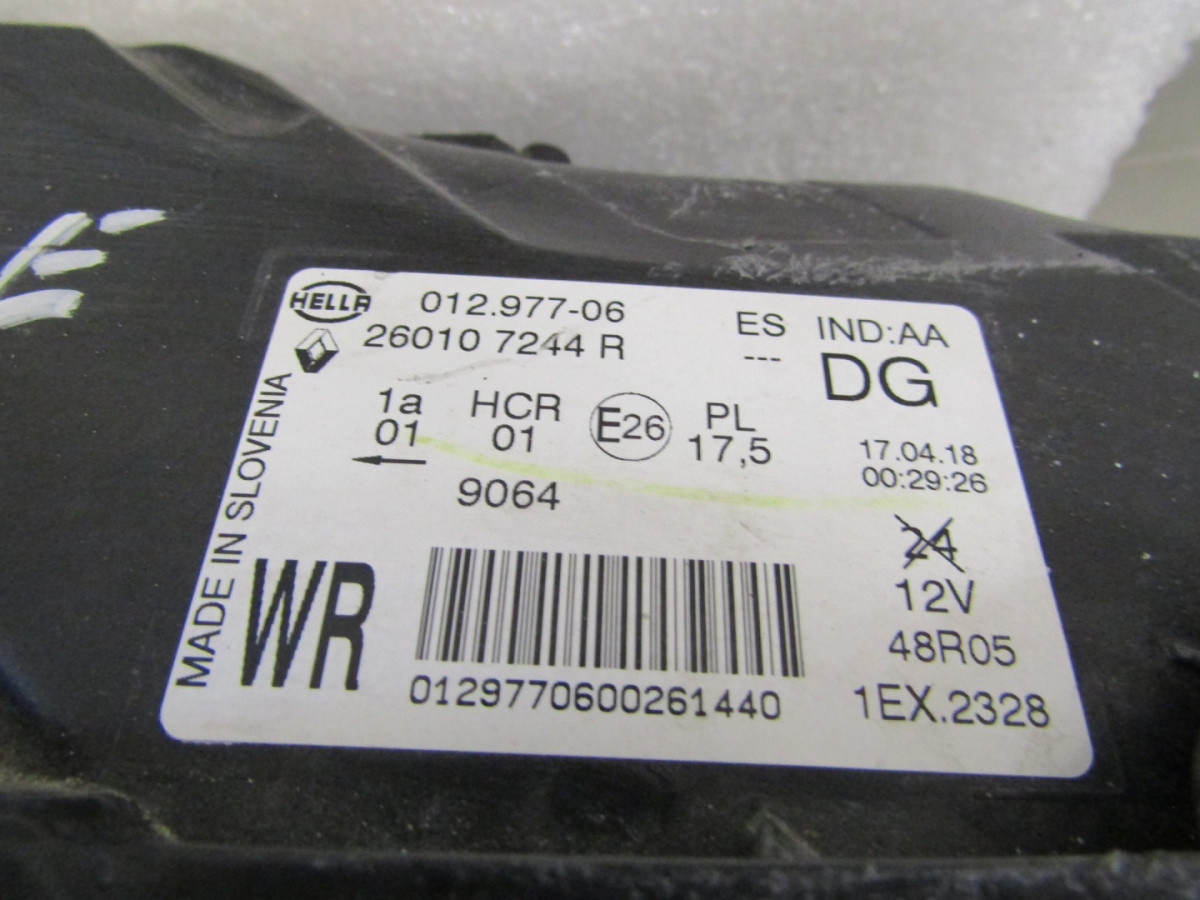 HELLA 012.977-06 ES IND:AA
26010 7244 R --- DG
MADE IN SLOVENIA
1a HCR E26 PL
01 01 17,5
17.04.18
00:29:26
9064
24
12V
WR
48R05
0129770600261440 1EX.2328